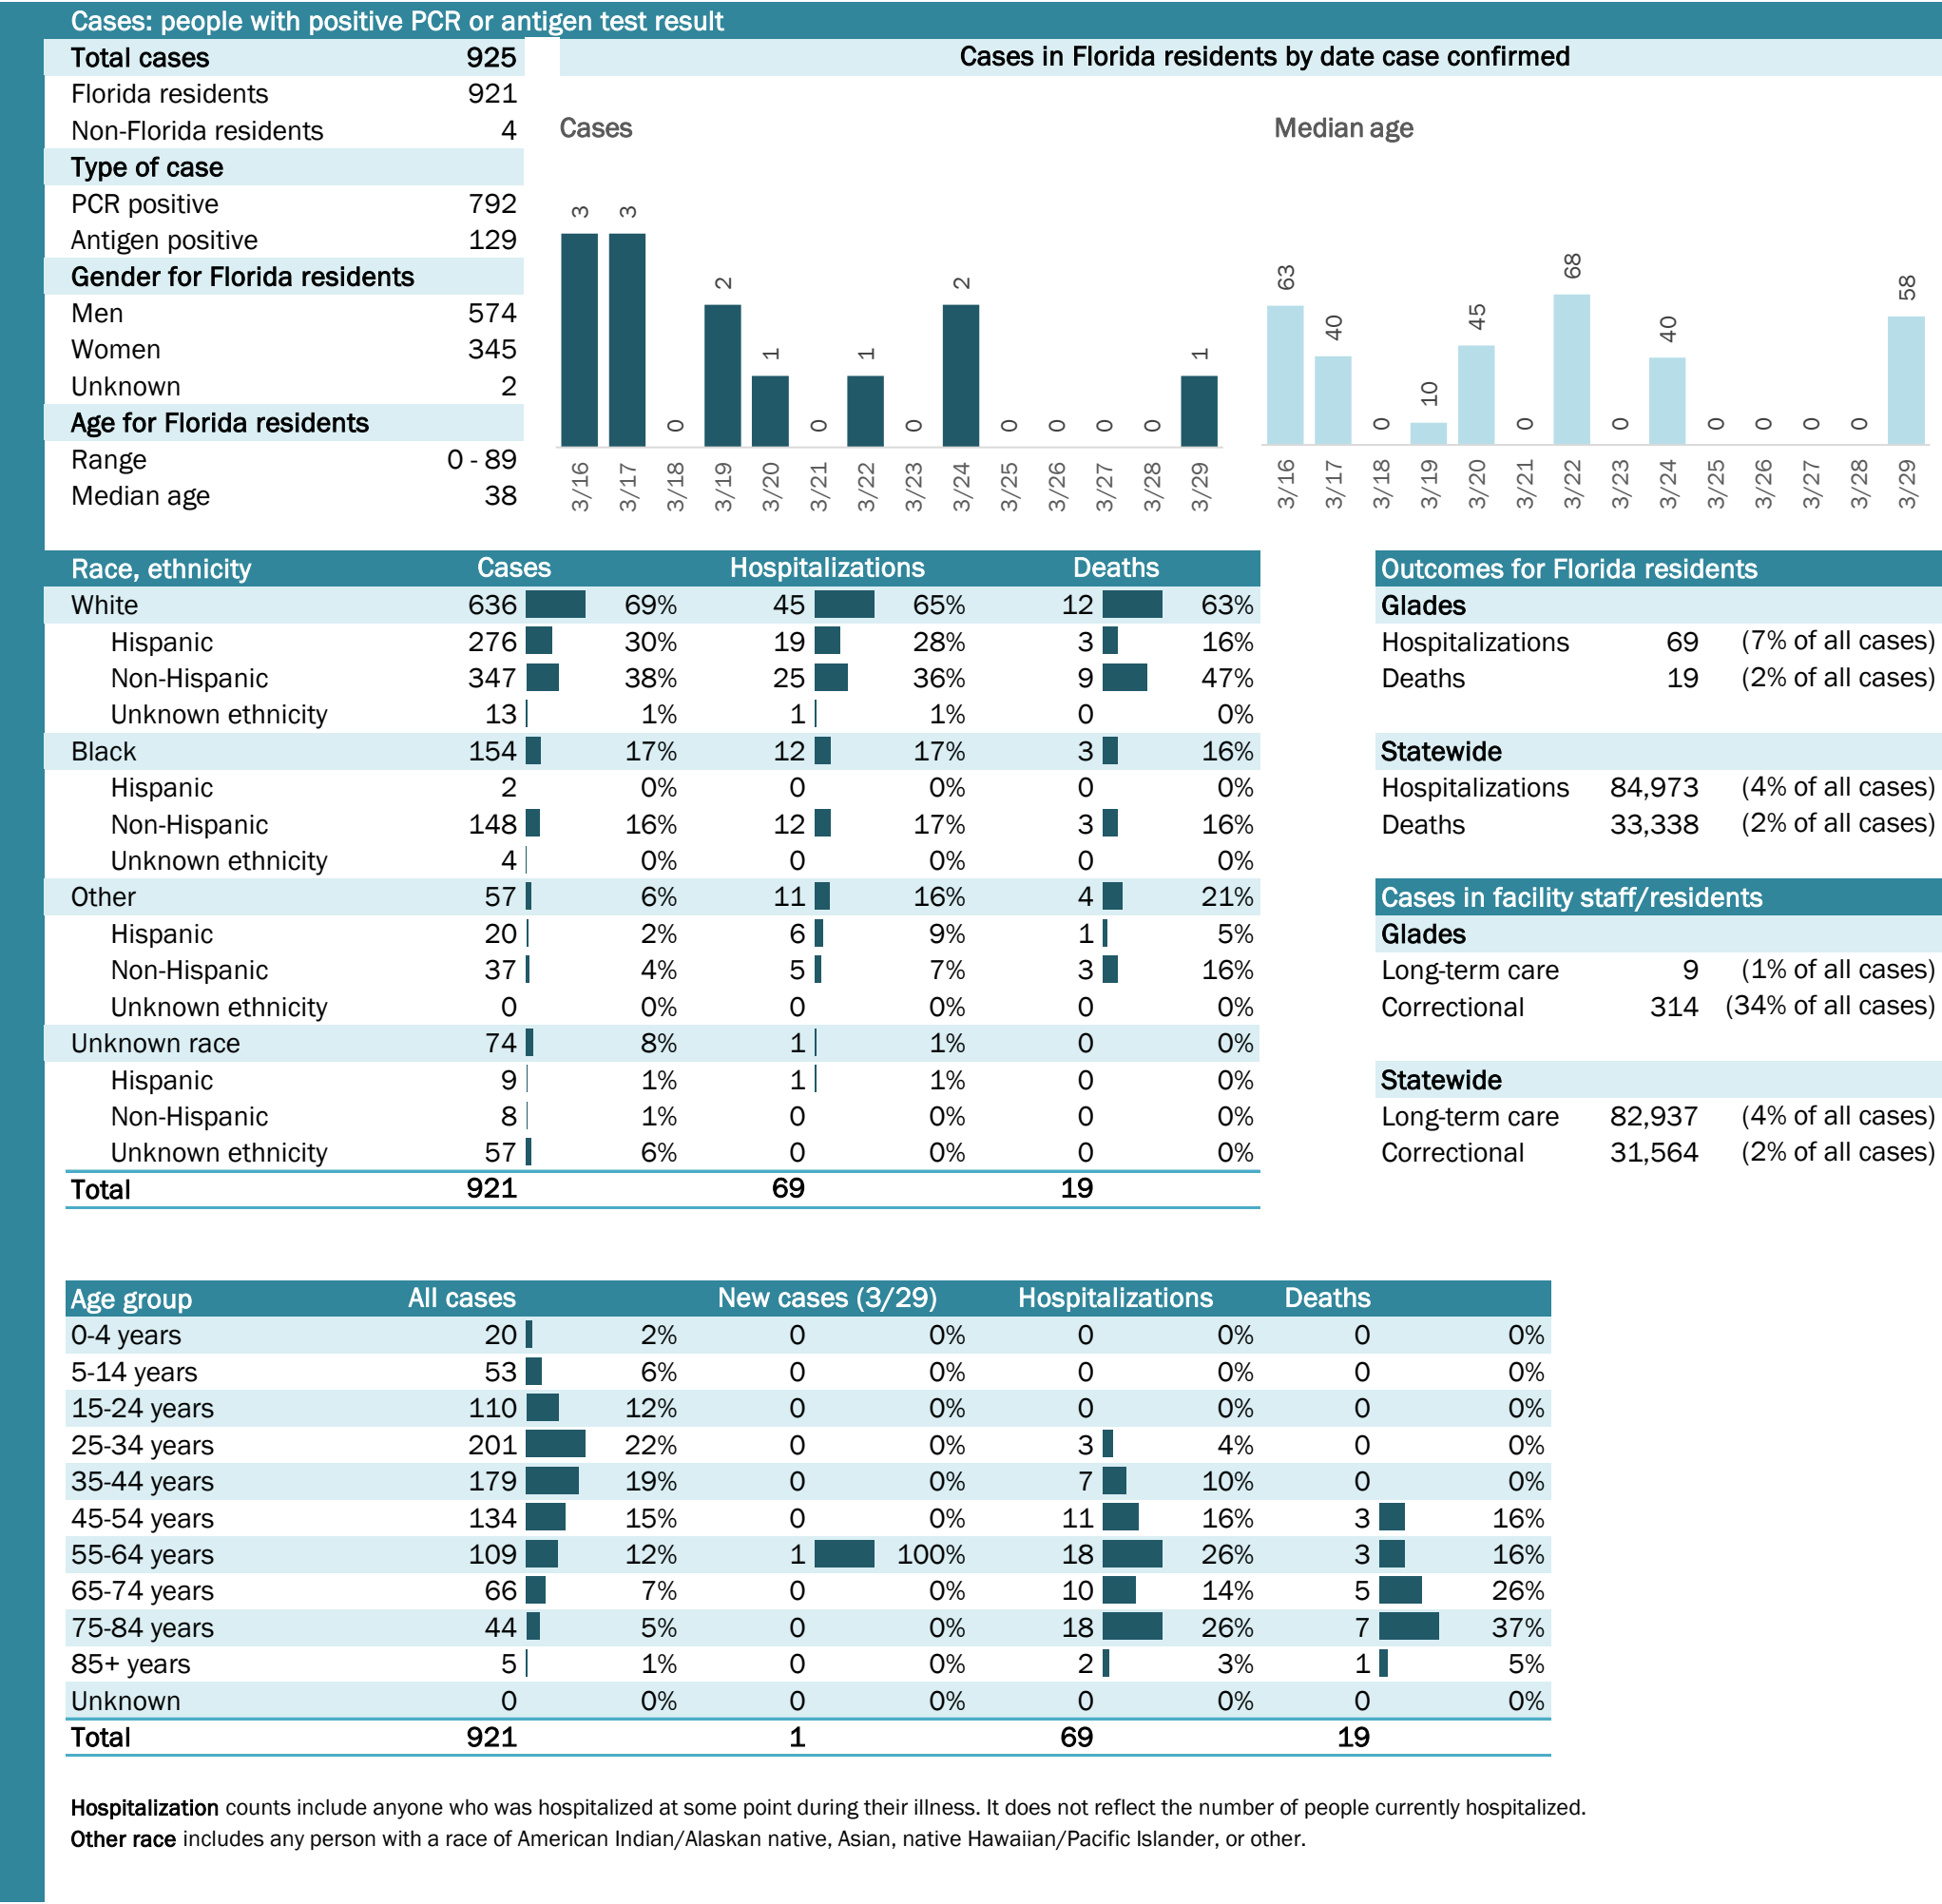 Cases: people with positive PCR or antigen test result
Total cases 925
Florida residents 921
Non-Florida residents 4
Type of case
PCR positive 792
Antigen positive 129
Gender for Florida residents
Men 574
Women 345
Unknown 2
Age for Florida residents
Range 0 - 89
Median age 38
Cases in Florida residents by date case confirmed
Cases
3 3 0 2 1 0 1 0 2 0 0 0 0 1
3/16 3/17 3/18 3/19 3/20 3/21 3/22 3/23 3/24 3/25 3/26 3/27 3/28 3/29
Median age
63 40 0 10 45 0 68 0 40 0 0 0 0 58
3/16 3/17 3/18 3/19 3/20 3/21 3/22 3/23 3/24 3/25 3/26 3/27 3/28 3/29
Race, ethnicity Cases Hospitalizations Deaths
White 636 69% 45 65% 12 63%
Hispanic 276 30% 19 28% 3 16%
Non-Hispanic 347 38% 25 36% 9 47%
Unknown ethnicity 13 1% 1 1% 0 0%
Black 154 17% 12 17% 3 16%
Hispanic 2 0% 0 0% 0 0%
Non-Hispanic 148 16% 12 17% 3 16%
Unknown ethnicity 4 0% 0 0% 0 0%
Other 57 6% 11 16% 4 21%
Hispanic 20 2% 6 9% 1 5%
Non-Hispanic 37 4% 5 7% 3 16%
Unknown ethnicity 0 0% 0 0% 0 0%
Unknown race 74 8% 1 1% 0 0%
Hispanic 9 1% 1 1% 0 0%
Non-Hispanic 8 1% 0 0% 0 0%
Unknown ethnicity 57 6% 0 0% 0 0%
Total 921 69 19
Outcomes for Florida residents
Glades
Hospitalizations 69 (7% of all cases)
Deaths 19 (2% of all cases)
Statewide
Hospitalizations 84,973 (4% of all cases)
Deaths 33,338 (2% of all cases)
Cases in facility staff/residents
Glades
Long-term care 9 (1% of all cases)
Correctional 314 (34% of all cases)
Statewide
Long-term care 82,937 (4% of all cases)
Correctional 31,564 (2% of all cases)
Age group All cases New cases (3/29) Hospitalizations Deaths
0-4 years 20 2% 0 0% 0 0% 0 0%
5-14 years 53 6% 0 0% 0 0% 0 0%
15-24 years 110 12% 0 0% 0 0% 0 0%
25-34 years 201 22% 0 0% 3 4% 0 0%
35-44 years 179 19% 0 0% 7 10% 0 0%
45-54 years 134 15% 0 0% 11 16% 3 16%
55-64 years 109 12% 1 100% 18 26% 3 16%
65-74 years 66 7% 0 0% 10 14% 5 26%
75-84 years 44 5% 0 0% 18 26% 7 37%
85+ years 5 1% 0 0% 2 3% 1 5%
Unknown 0 0% 0 0% 0 0% 0 0%
Total 921 1 69 19
Hospitalization counts include anyone who was hospitalized at some point during their illness. It does not reflect the number of people currently hospitalized.
Other race includes any person with a race of American Indian/Alaskan native, Asian, native Hawaiian/Pacific Islander, or other.